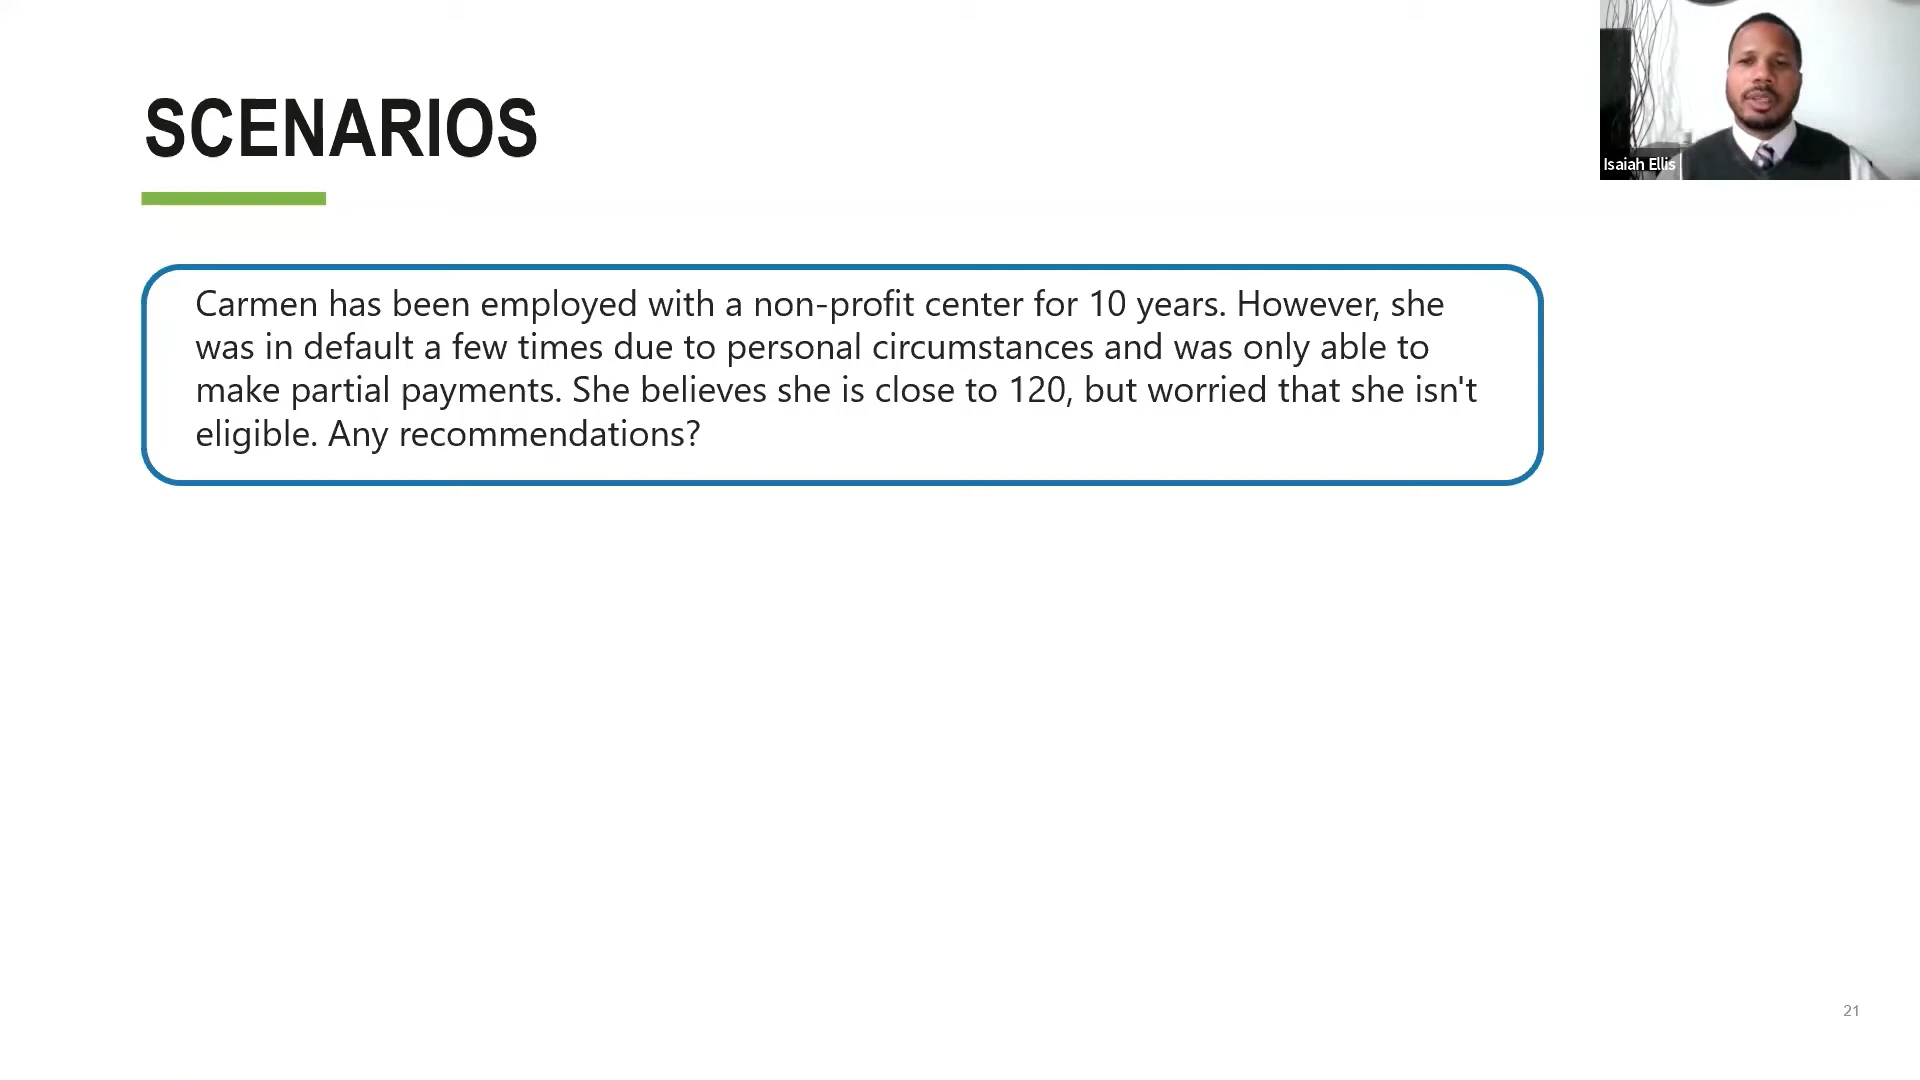 SCENARIOS
Isaiah Ellis
Carmen has been employed with a non-profit center for 10 years. However, she
was in default a few times due to personal circumstances and was only able to
make partial payments. She believes she is close to 120, but worried that she isn't
eligible. Any recommendations?
21